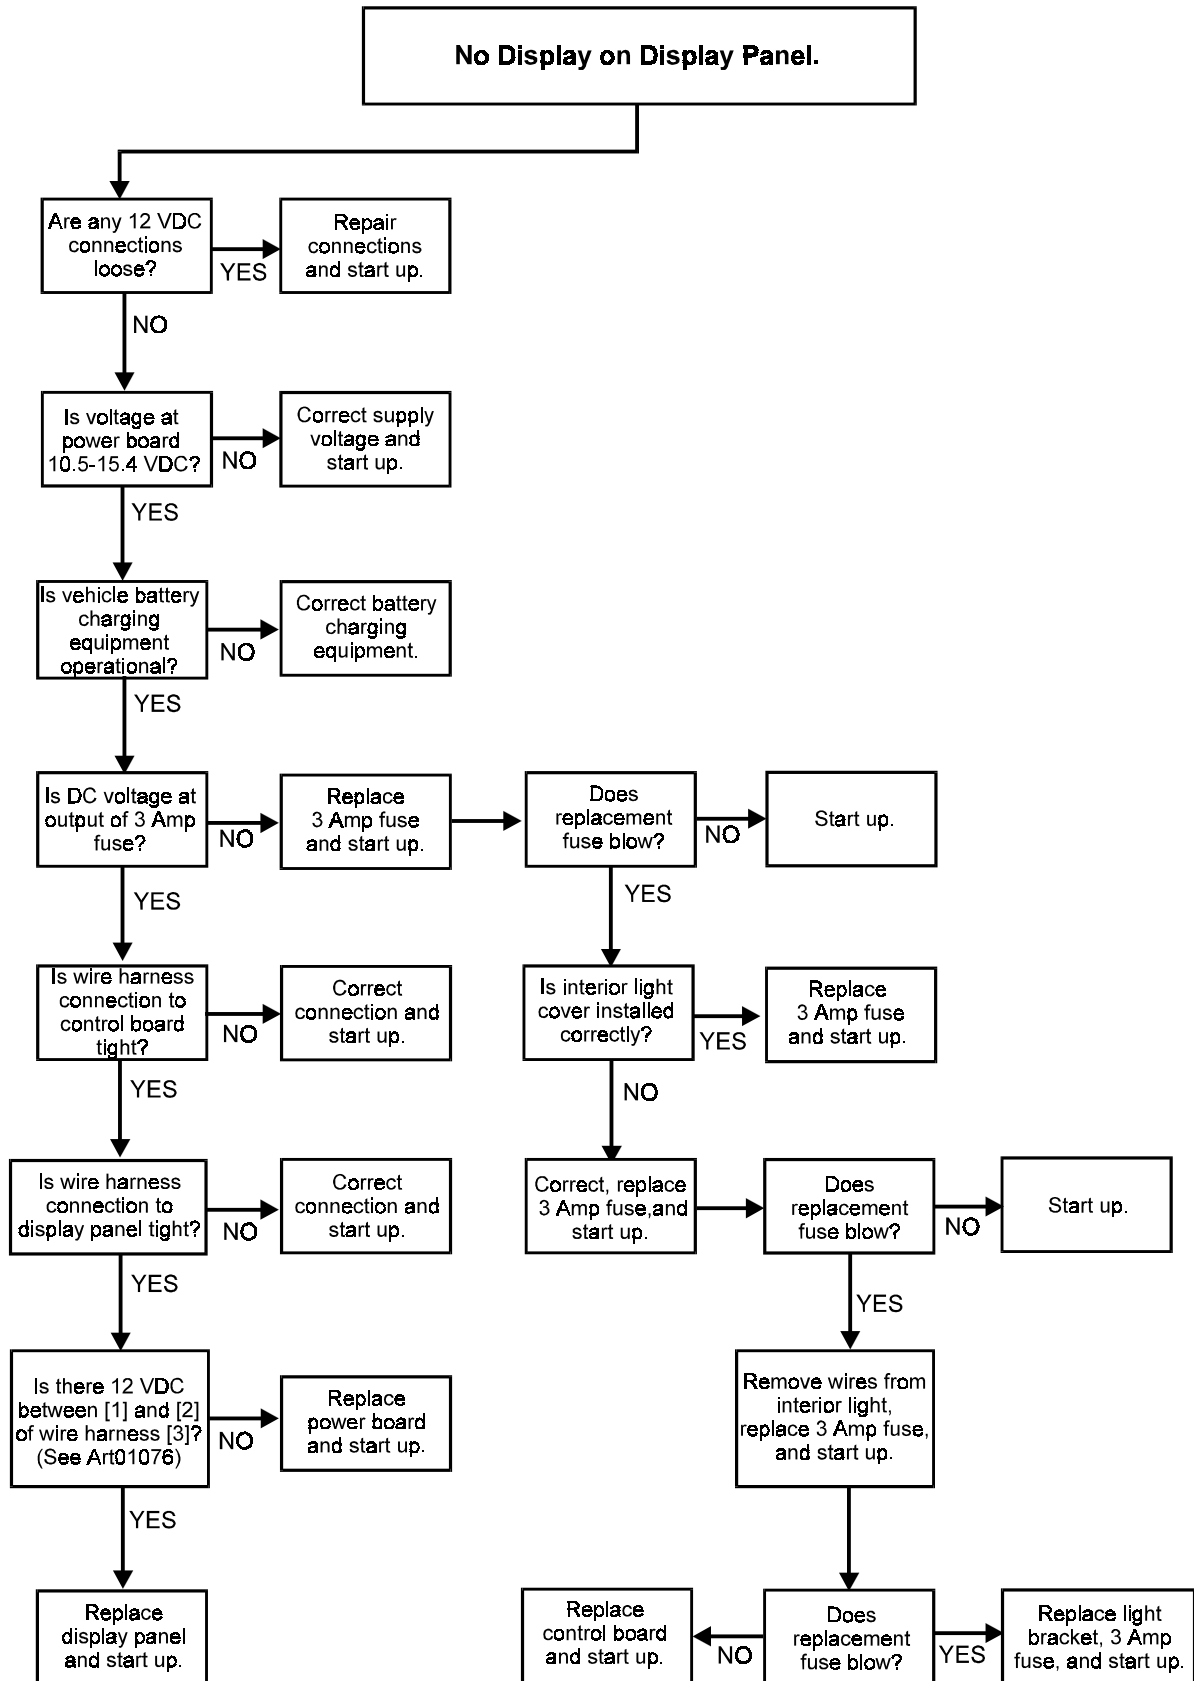 No Display on Display Panel.
Are any 12 VDC
connections
loose?
YES
Repair
connections
and start up.
NO
Is voltage at
power board
10.5-15.4 VDC?
NO
Correct supply
voltage and
start up.
YES
Is vehicle battery
charging
equipment
operational?
NO
Correct battery
charging
equipment.
YES
Is DC voltage at
output of 3 Amp
fuse?
NO
Replace
3 Amp fuse
and start up.
Does
replacement
fuse blow?
NO
Start up.
YES
YES
Is wire harness
connection to
control board
tight?
NO
Correct
connection and
start up.
Is interior light
cover installed
correctly?
YES
Replace
3 Amp fuse
and start up.
YES
NO
Is wire harness
connection to
display panel tight?
NO
Correct
connection and
start up.
Correct, replace
3 Amp fuse,and
start up.
Does
replacement
fuse blow?
NO
Start up.
YES
YES
Is there 12 VDC
between [1] and [2]
of wire harness [3]?
(See Art01076)
NO
Replace
power board
and start up.
Remove wires from
interior light,
replace 3 Amp fuse,
and start up.
YES
Replace
display panel
and start up.
Replace
control board
and start up.
NO
Does
replacement
fuse blow?
YES
Replace light
bracket, 3 Amp
fuse, and start up.